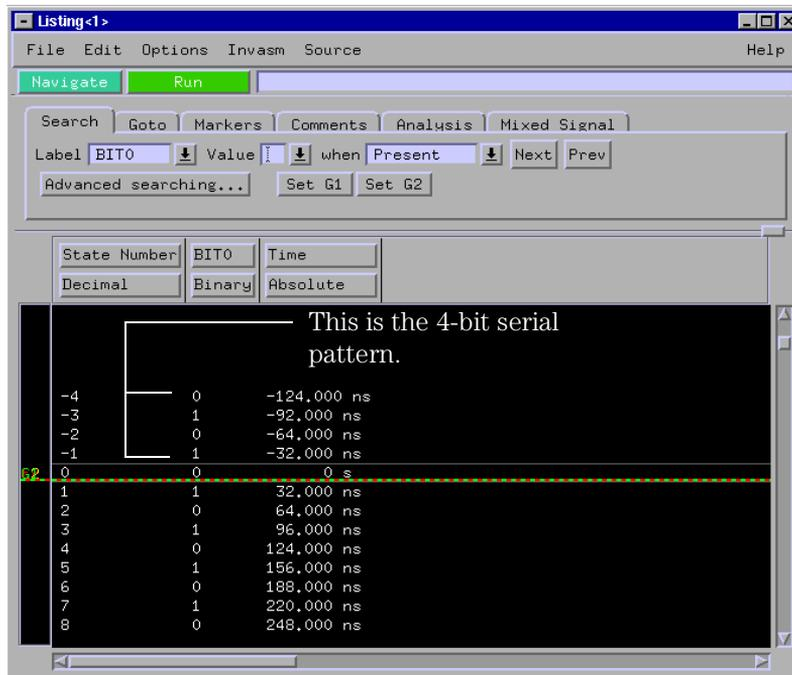 Listing<1>
File Edit Options Invasm Source Help
Navigate Run
Search Goto Markers Comments Analysis Mixed Signal
Label BIT0 Value when Present Next Prev
Advanced searching... Set G1 Set G2
State Number BIT0 Time
Decimal Binary Absolute
This is the 4-bit serial
pattern.
-4 0 -124.000 ns
-3 1 -92.000 ns
-2 0 -64.000 ns
-1 1 -32.000 ns
G2 0 0 0 s
1 1 32.000 ns
2 0 64.000 ns
3 1 96.000 ns
4 0 124.000 ns
5 1 156.000 ns
6 0 188.000 ns
7 1 220.000 ns
8 0 248.000 ns